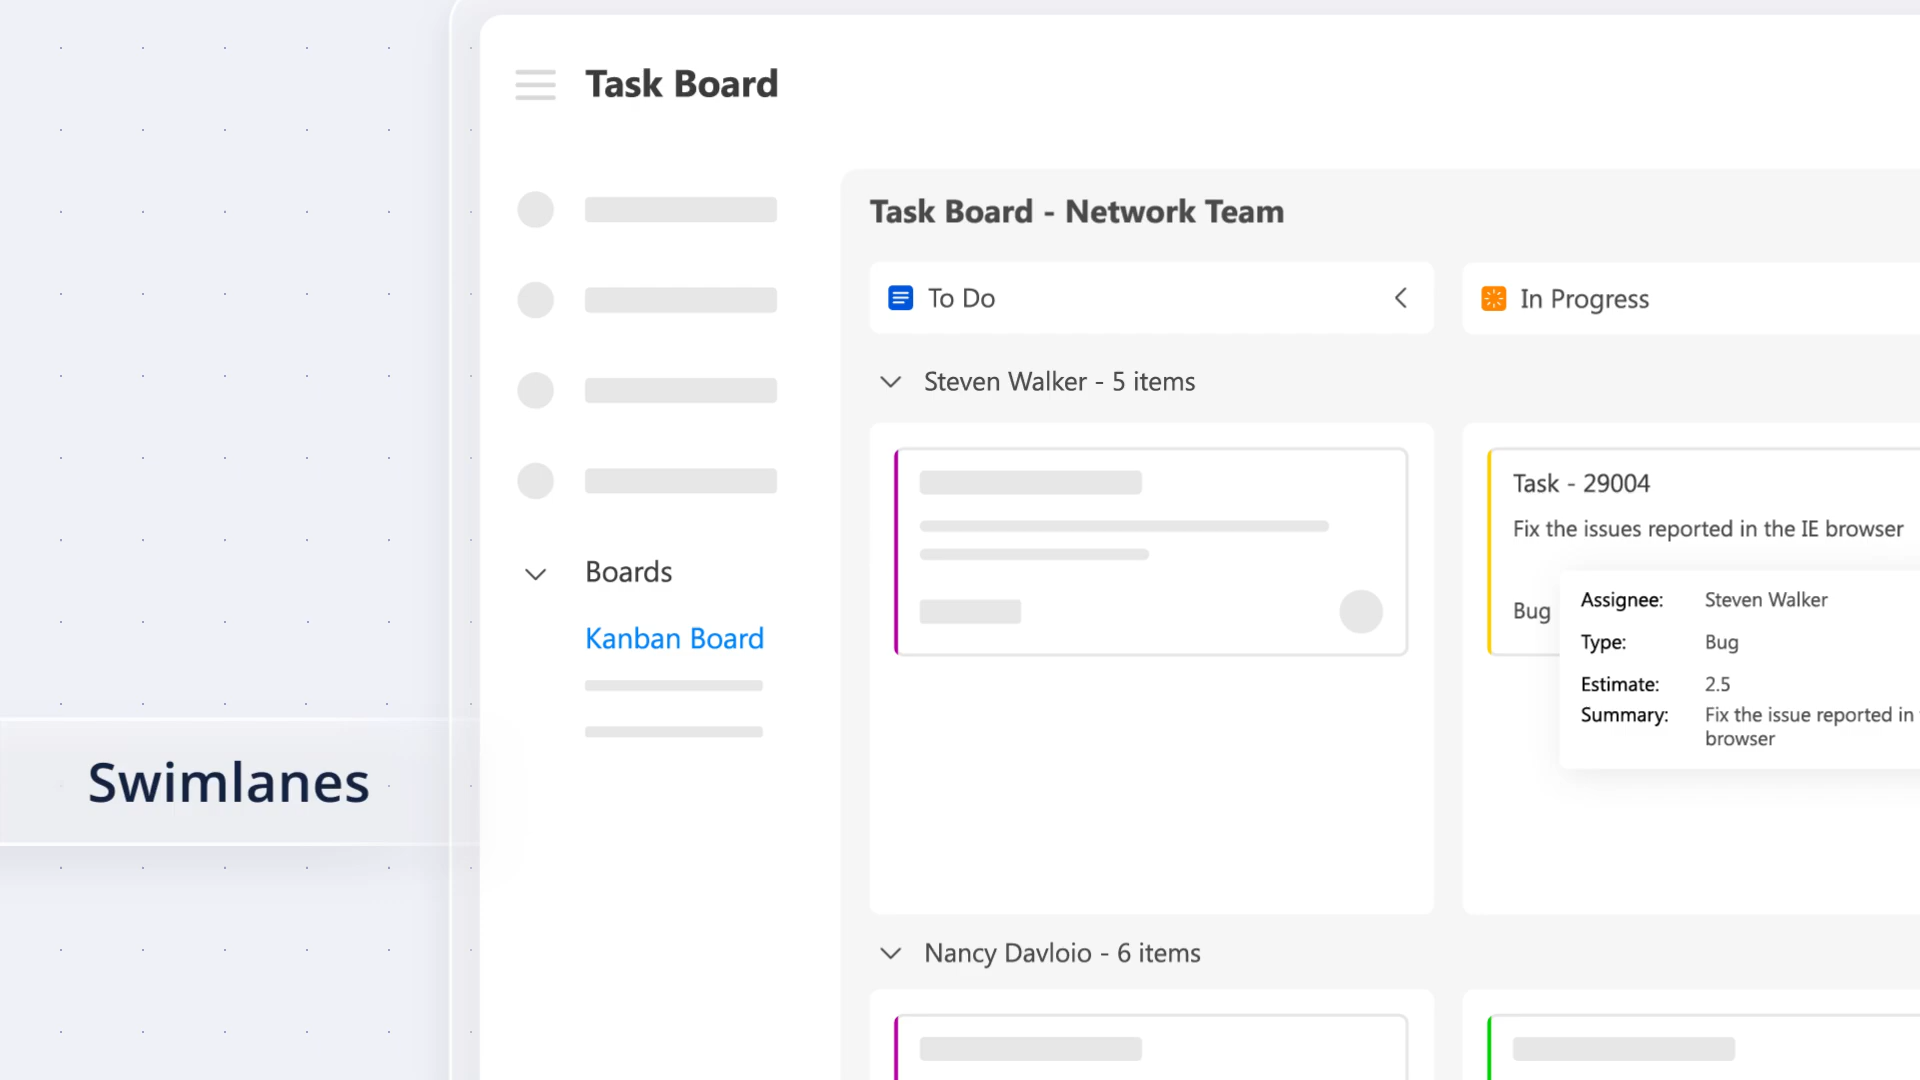 Task Board
Task Board - Network Team
To Do
In Progress
Steven Walker - 5 items
Task - 29004
Fix the issues reported in the IE browser
Bug
Assignee: Steven Walker
Type: Bug
Estimate: 2.5
Summary: Fix the issue reported in
browser
Boards
Kanban Board
Swimlanes
Nancy Davloio - 6 items